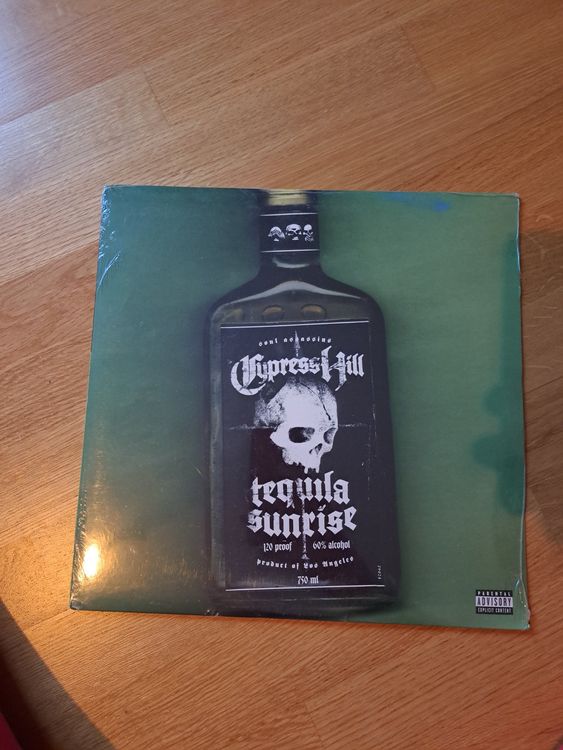 soul assassins
Cypress Hill
tequila
sunrise
120 proof 60% alcohol
product of Los Angeles
750 ml
PARENTAL
ADVISORY
EXPLICIT CONTENT